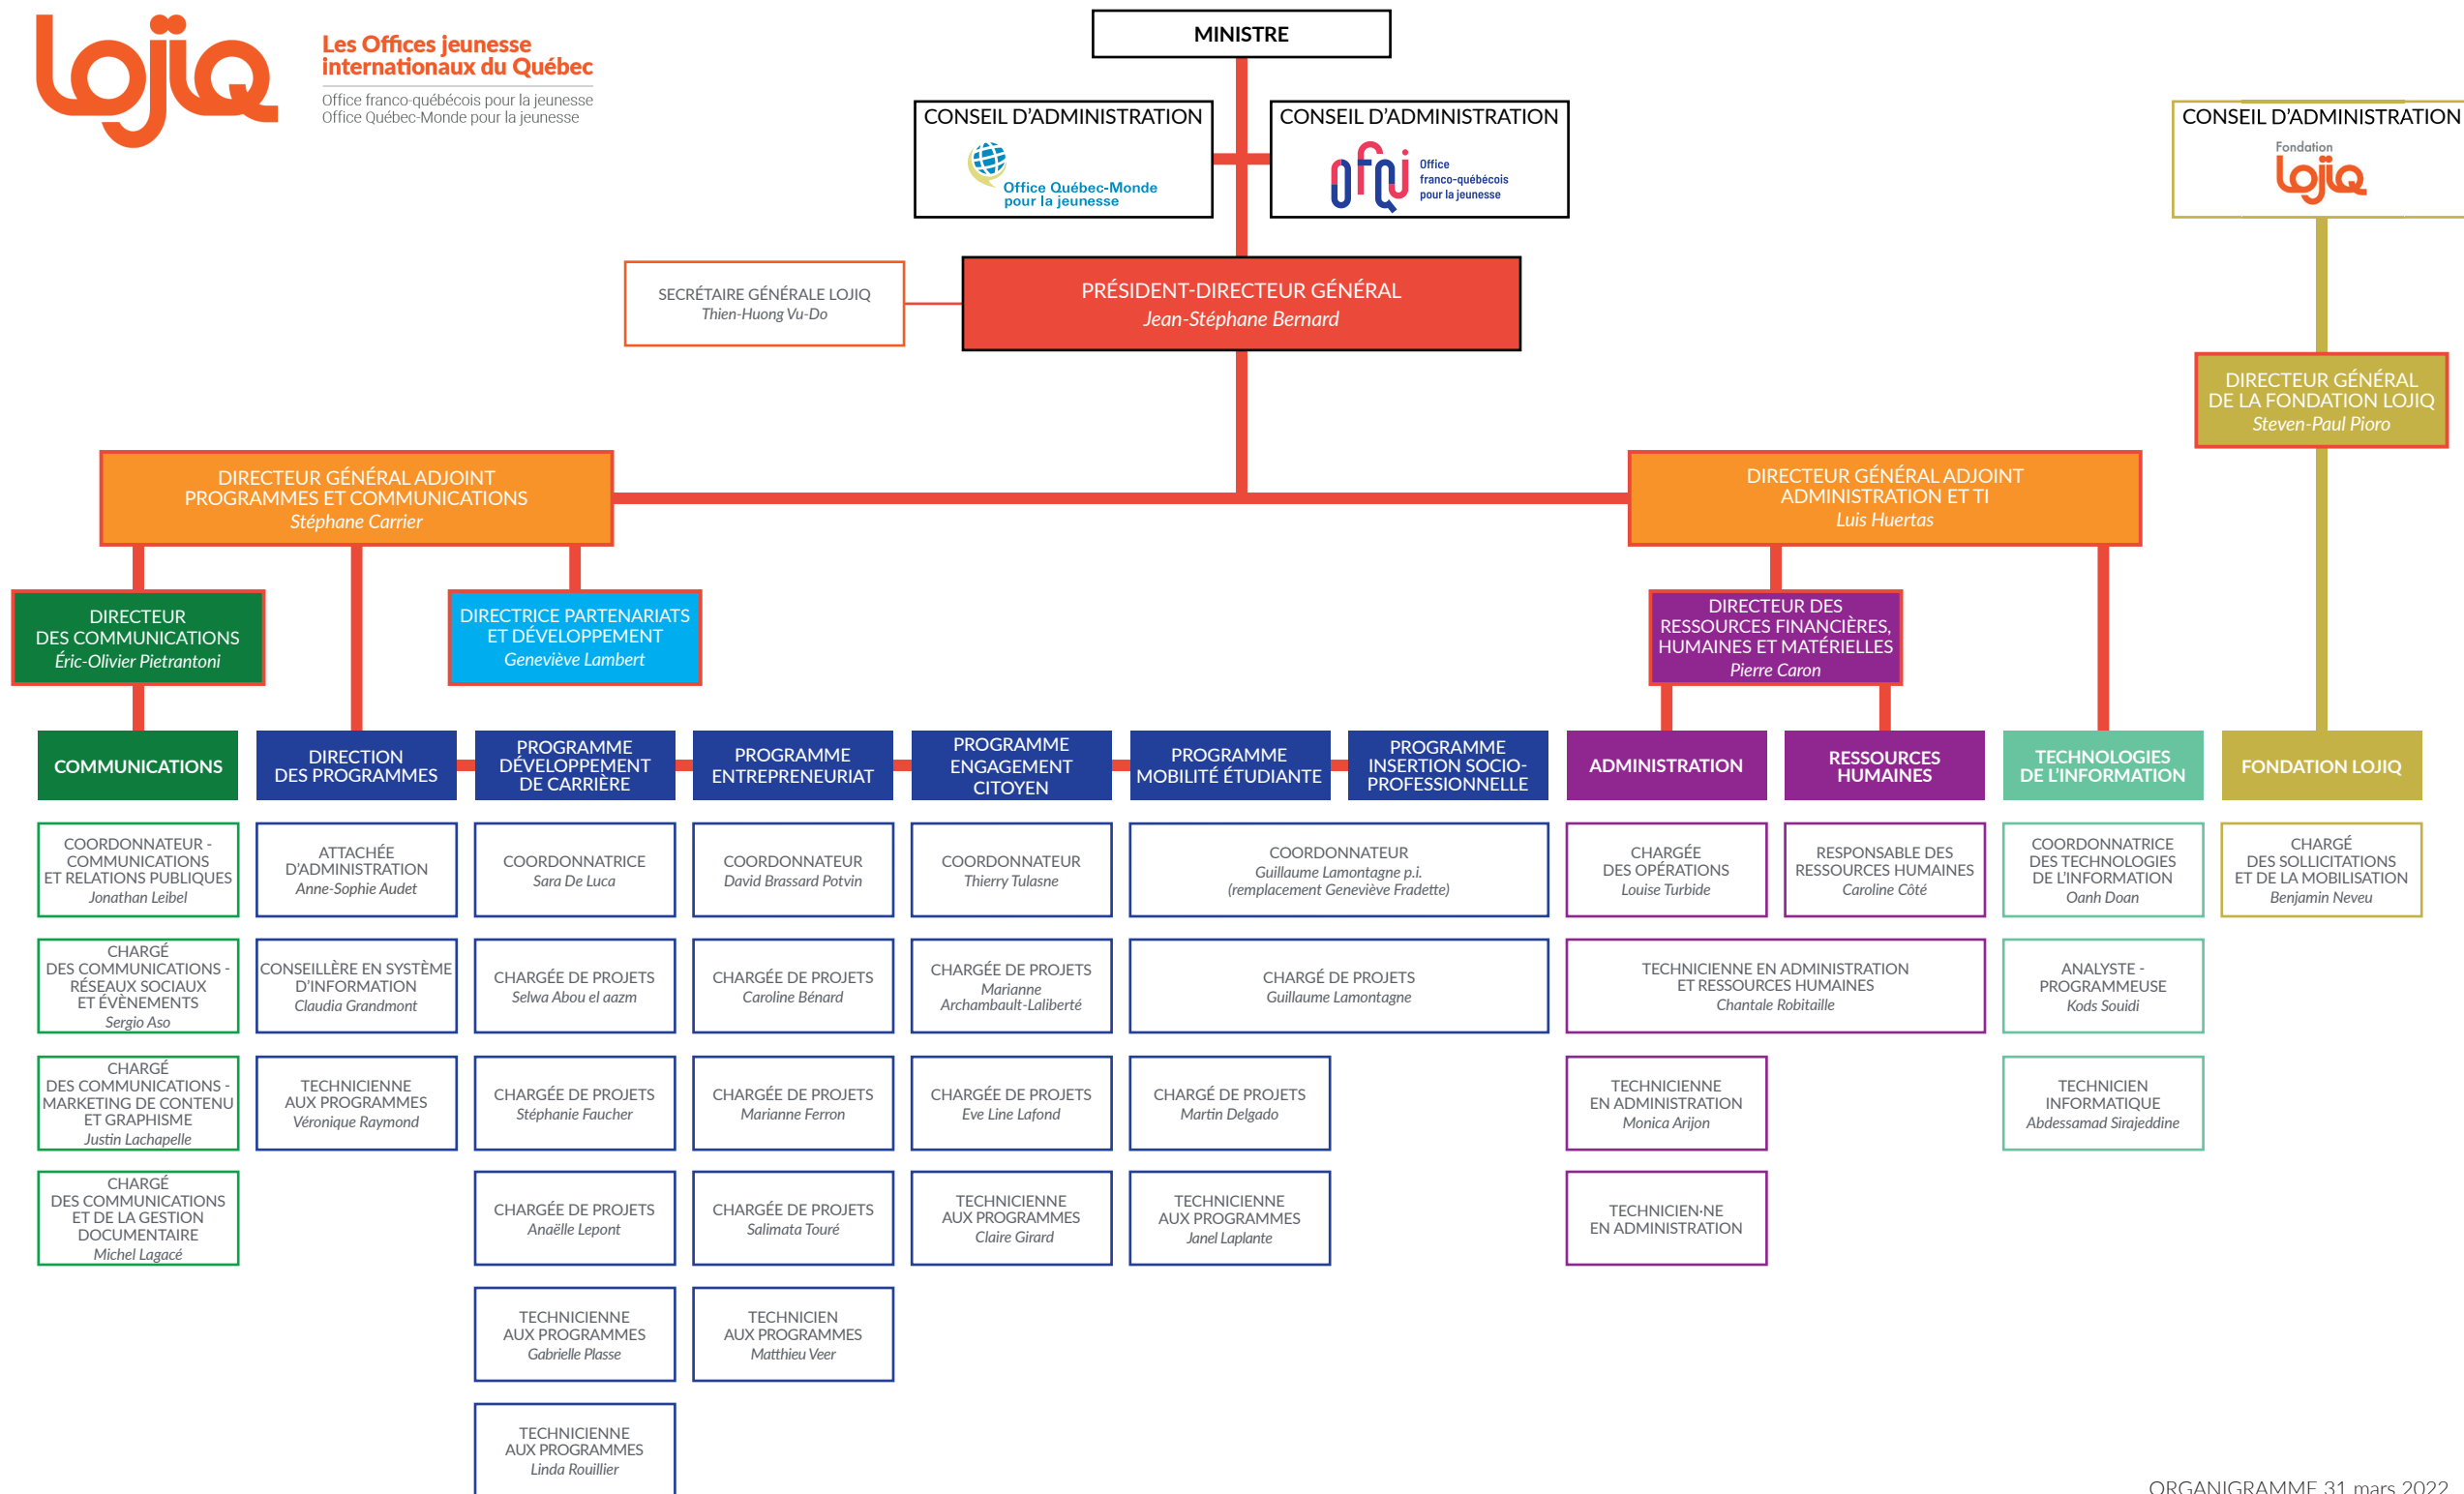 lojiq
Les Offices jeunesse
internationaux du Québec
Office franco-québécois pour la jeunesse
Office Québec-Monde pour la jeunesse
MINISTRE
CONSEIL D'ADMINISTRATION
Office Québec-Monde
pour la jeunesse
CONSEIL D'ADMINISTRATION
ofqj
Office
franco-québécois
pour la jeunesse
CONSEIL D'ADMINISTRATION
Fondation
lojiq
SECRÉTAIRE GÉNÉRALE LOJIQ
Thien-Huong Vu-Do
PRÉSIDENT-DIRECTEUR GÉNÉRAL
Jean-Stéphane Bernard
DIRECTEUR GÉNÉRAL
DE LA FONDATION LOJIQ
Steven-Paul Pioro
DIRECTEUR GÉNÉRAL ADJOINT
PROGRAMMES ET COMMUNICATIONS
Stéphane Carrier
DIRECTEUR GÉNÉRAL ADJOINT
ADMINISTRATION ET TI
Luis Huertas
DIRECTEUR
DES COMMUNICATIONS
Éric-Olivier Pietrantoni
DIRECTRICE PARTENARIATS
ET DÉVELOPPEMENT
Geneviève Lambert
DIRECTEUR DES
RESSOURCES FINANCIÈRES,
HUMAINES ET MATÉRIELLES
Pierre Caron
COMMUNICATIONS
DIRECTION
DES PROGRAMMES
PROGRAMME
DÉVELOPPEMENT
DE CARRIÈRE
PROGRAMME
ENTREPRENEURIAT
PROGRAMME
ENGAGEMENT
CITOYEN
PROGRAMME
MOBILITÉ ÉTUDIANTE
PROGRAMME
INSERTION SOCIO-
PROFESSIONNELLE
ADMINISTRATION
RESSOURCES
HUMAINES
TECHNOLOGIES
DE L'INFORMATION
FONDATION LOJIQ
COORDONNATEUR -
COMMUNICATIONS
ET RELATIONS PUBLIQUES
Jonathan Leibel
ATTACHÉE
D'ADMINISTRATION
Anne-Sophie Audet
COORDONNATRICE
Sara De Luca
COORDONNATEUR
David Brassard Potvin
COORDONNATEUR
Thierry Tulasne
COORDONNATEUR
Guillaume Lamontagne p.i.
(remplacement Geneviève Fradette)
CHARGÉE
DES OPÉRATIONS
Louise Turbide
RESPONSABLE DES
RESSOURCES HUMAINES
Caroline Côté
COORDONNATRICE
DES TECHNOLOGIES
DE L'INFORMATION
Oanh Doan
CHARGÉ
DES SOLLICITATIONS
ET DE LA MOBILISATION
Benjamin Neveu
CHARGÉ
DES COMMUNICATIONS -
RÉSEAUX SOCIAUX
ET ÉVÈNEMENTS
Sergio Aso
CONSEILLÈRE EN SYSTÈME
D'INFORMATION
Claudia Grandmont
CHARGÉE DE PROJETS
Selwa Abou el aazm
CHARGÉE DE PROJETS
Caroline Bénard
CHARGÉE DE PROJETS
Marianne
Archambault-Laliberté
CHARGÉ DE PROJETS
Guillaume Lamontagne
TECHNICIENNE EN ADMINISTRATION
ET RESSOURCES HUMAINES
Chantale Robitaille
ANALYSTE -
PROGRAMMEUSE
Kods Souidi
CHARGÉ
DES COMMUNICATIONS -
MARKETING DE CONTENU
ET GRAPHISME
Justin Lachapelle
TECHNICIENNE
AUX PROGRAMMES
Véronique Raymond
CHARGÉE DE PROJETS
Stéphanie Faucher
CHARGÉE DE PROJETS
Marianne Ferron
CHARGÉE DE PROJETS
Eve Line Lafond
CHARGÉ DE PROJETS
Martin Delgado
TECHNICIENNE
EN ADMINISTRATION
Monica Arijon
TECHNICIEN
INFORMATIQUE
Abdessamad Sirajeddine
CHARGÉ
DES COMMUNICATIONS
ET DE LA GESTION
DOCUMENTAIRE
Michel Lagacé
CHARGÉE DE PROJETS
Anaëlle Lepont
CHARGÉE DE PROJETS
Salimata Touré
TECHNICIENNE
AUX PROGRAMMES
Claire Girard
TECHNICIENNE
AUX PROGRAMMES
Janel Laplante
TECHNICIEN·NE
EN ADMINISTRATION
TECHNICIENNE
AUX PROGRAMMES
Gabrielle Plasse
TECHNICIEN
AUX PROGRAMMES
Matthieu Veer
TECHNICIENNE
AUX PROGRAMMES
Linda Rouillier
ORGANIGRAMME 31 mars 2022